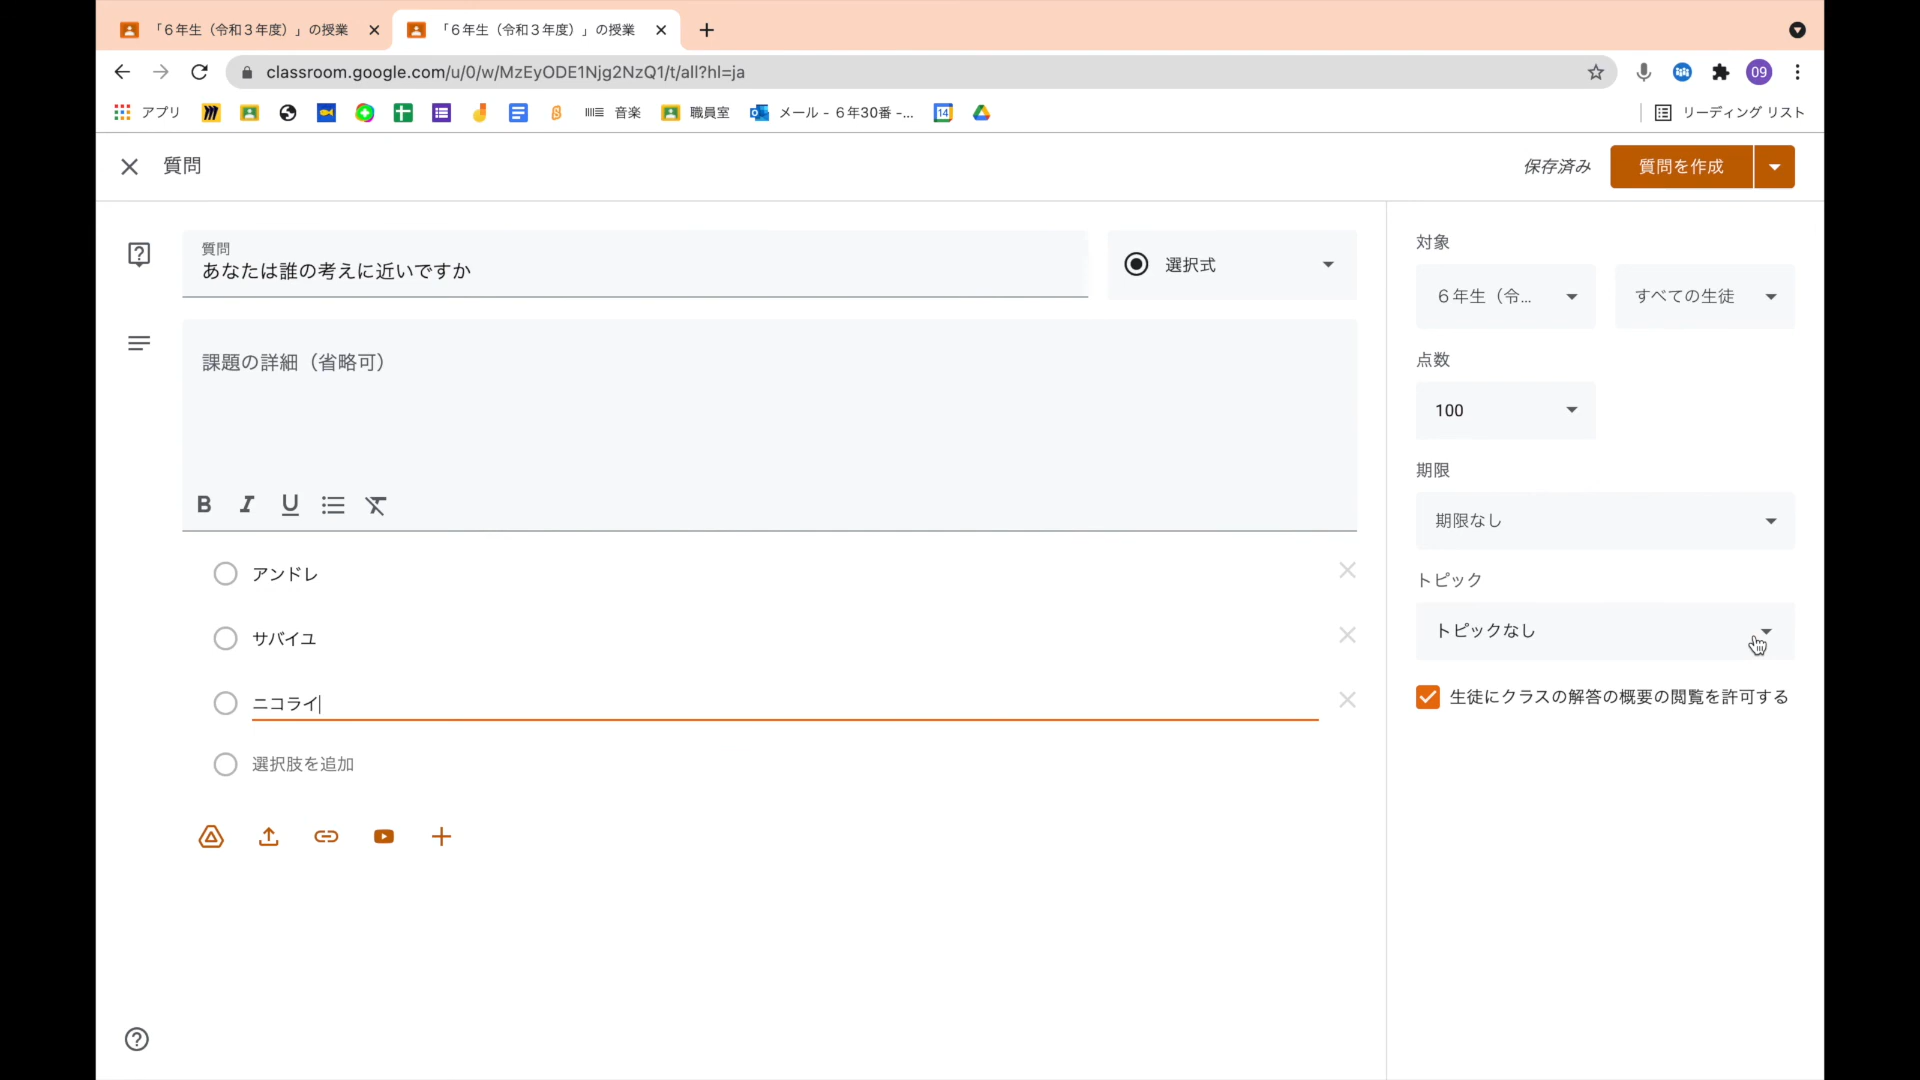 「６年生（令和３年度）」の授業
「６年生（令和３年度）」の授業
classroom.google.com/u/0/w/MzEyODE1Njg2NzQ1/t/all?hl=ja
09
アプリ
音楽
職員室
メール - ６年30番 -...
14
リーディング リスト
質問
保存済み
質問を作成
質問
あなたは誰の考えに近いですか
選択式
課題の詳細（省略可）
B I U
アンドレ
サバイユ
ニコライ
選択肢を追加
対象
６年生（令...
すべての生徒
点数
100
期限
期限なし
トピック
トピックなし
生徒にクラスの解答の概要の閲覧を許可する